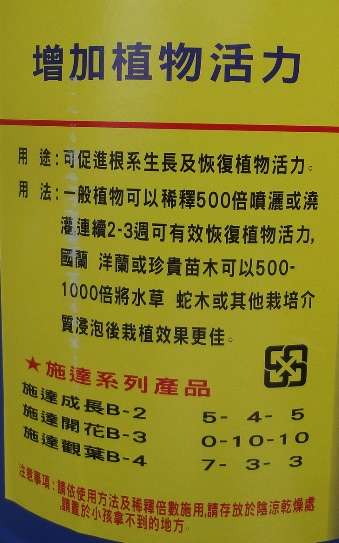 增加植物活力
用　途:可促進根系生長及恢復植物活力。
用　法:一般植物可以稀釋500倍噴灑或澆
灌連續2-3週可有效恢復植物活力,
國蘭 洋蘭或珍貴苗木可以500-
1000倍將水草 蛇木或其他栽培介
質浸泡後栽植效果更佳。
★施達系列產品
施達成長B-2 5- 4- 5
施達開花B-3 0-10-10
施達觀葉B-4 7- 3- 3
注意事項:請依使用方法及稀釋倍數施用,請存放於陰涼乾燥處
,請置於小孩拿不到的地方。